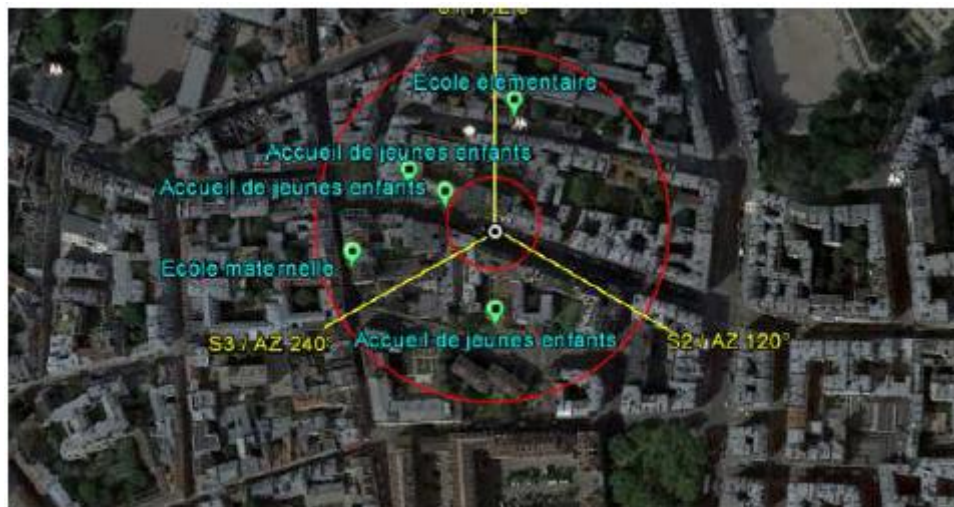 Ecole élémentaire
Accueil de jeunes enfants
Accueil de jeunes enfants
Ecole maternelle
S3 / AZ 240°
Accueil de jeunes enfants
S2 / AZ 120°